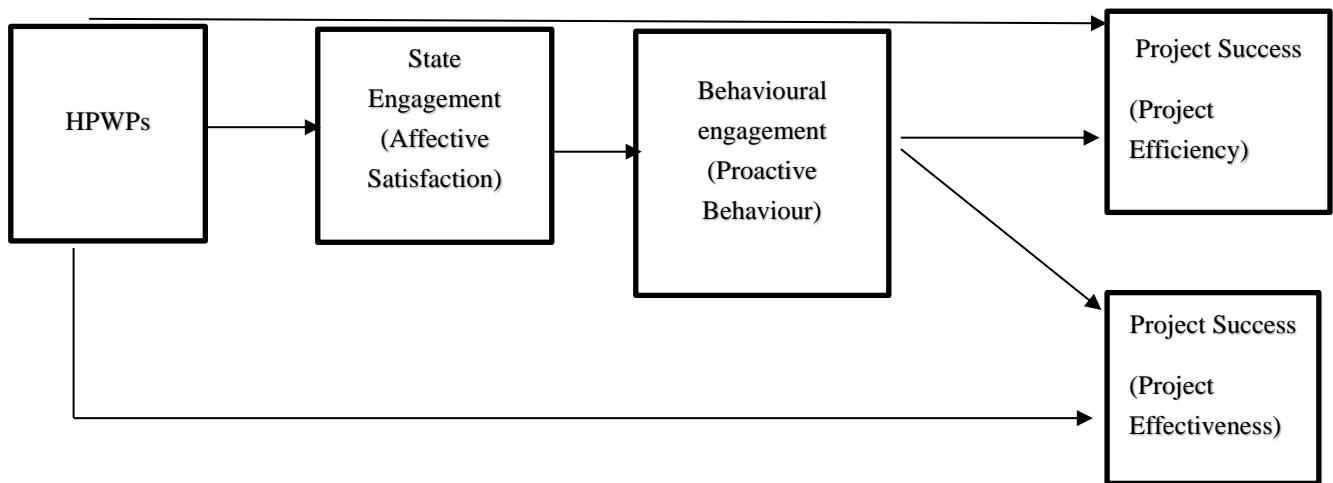 HPWPs
State
Engagement
(Affective
Satisfaction)
Behavioural
engagement
(Proactive
Behaviour)
Project Success
(Project
Efficiency)
Project Success
(Project
Effectiveness)